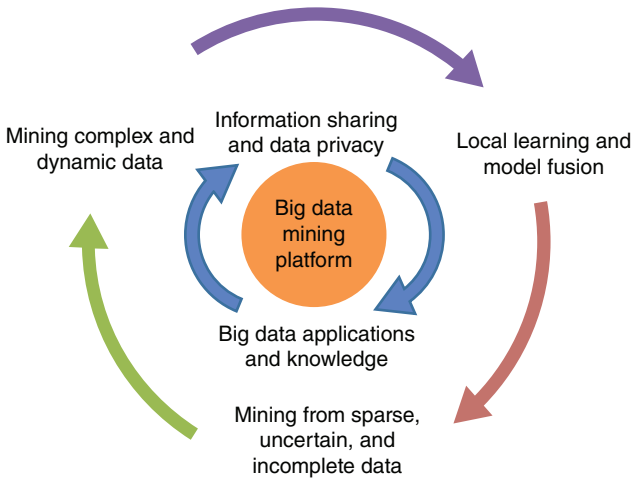 Information sharing
and data privacy
Mining complex and
dynamic data
Local learning and
model fusion
Big data
mining
platform
Big data applications
and knowledge
Mining from sparse,
uncertain, and
incomplete data